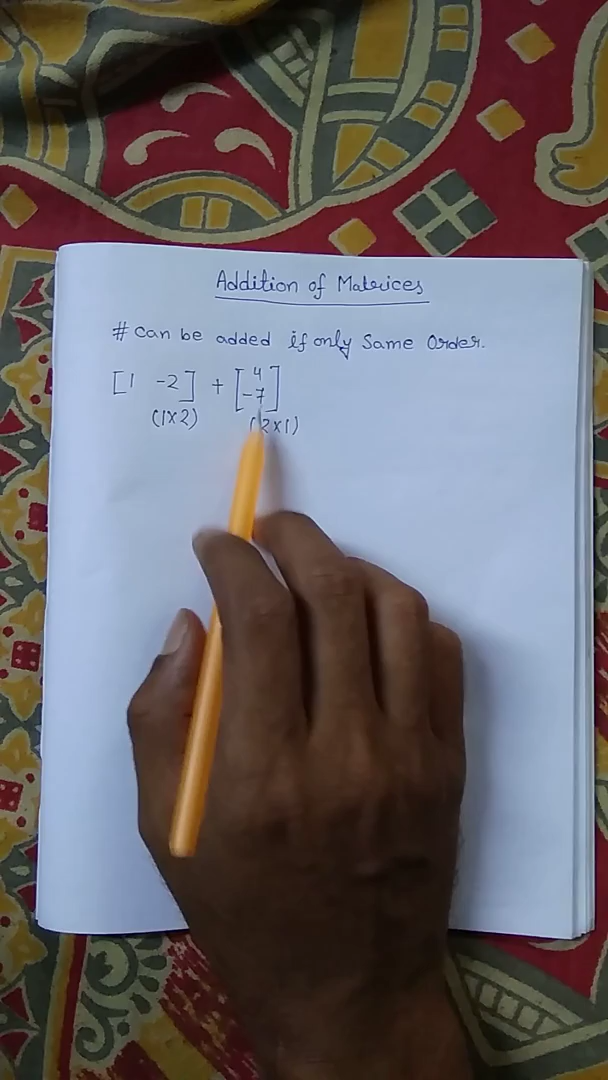 Addition of Matrices
# Can be added if only Same Order.
[1 -2] + [4
-7]
(1x2) (2x1)